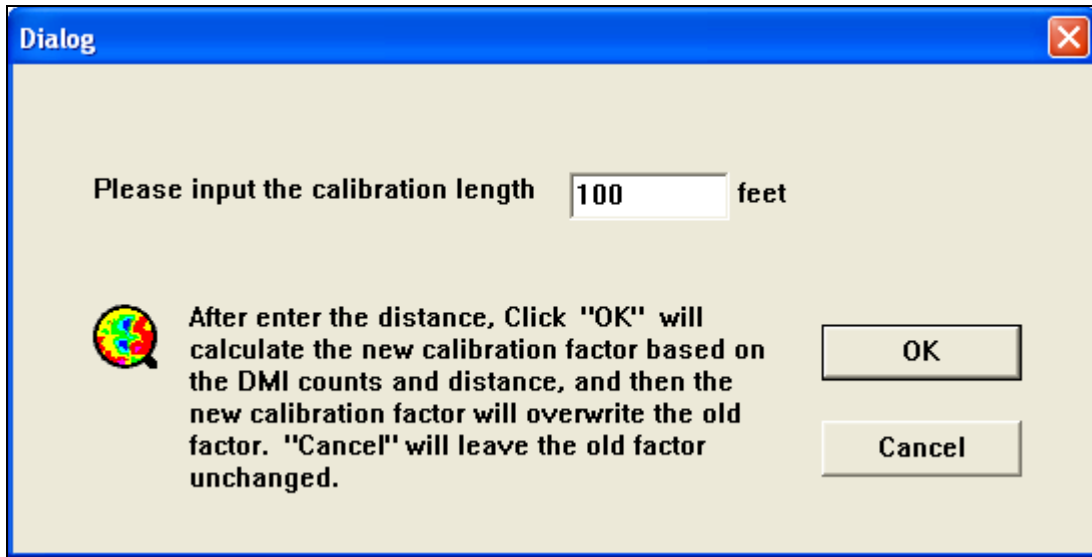 Dialog
Please input the calibration length 100 feet
After enter the distance, Click "OK" will
calculate the new calibration factor based on
the DMI counts and distance, and then the
new calibration factor will overwrite the old
factor. "Cancel" will leave the old factor
unchanged.
OK
Cancel